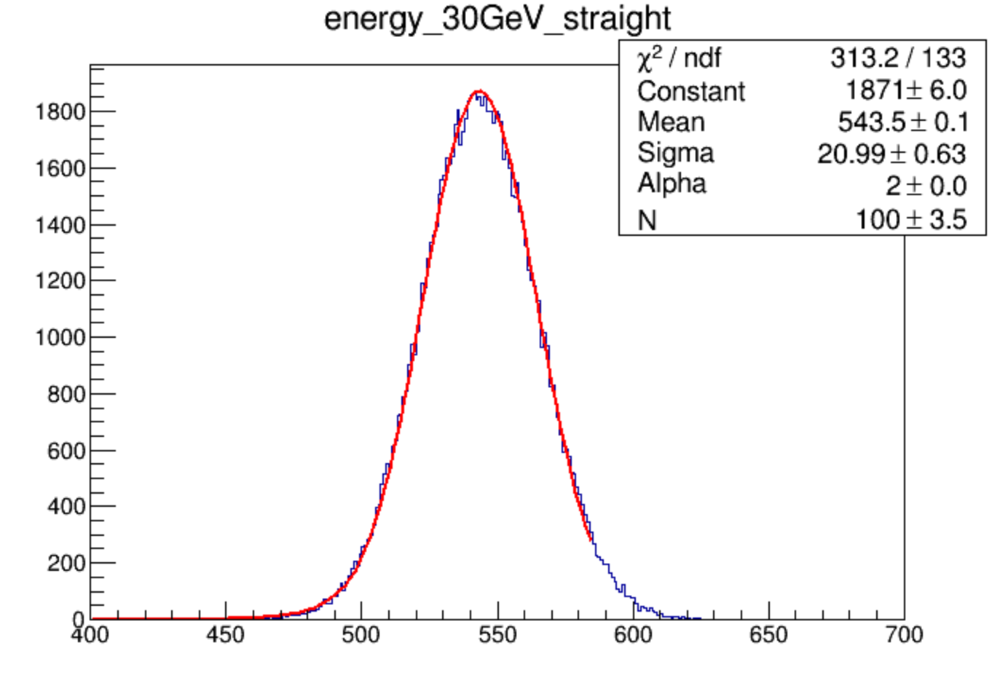 energy_30GeV_straight
χ² / ndf 313.2 / 133
Constant 1871± 6.0
Mean 543.5± 0.1
Sigma 20.99± 0.63
Alpha 2± 0.0
N 100± 3.5
1800
1600
1400
1200
1000
800
600
400
200
0
400 450 500 550 600 650 700